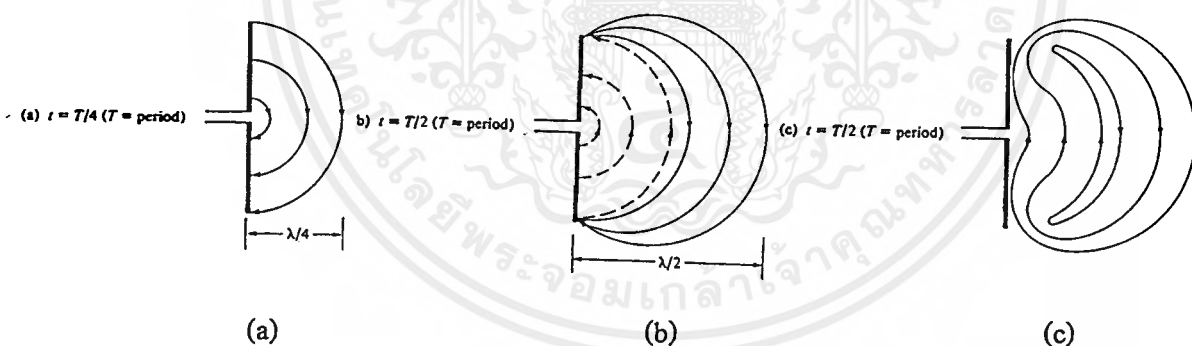 (a) t = T/4 (T = period)
λ/4
b) t = T/2 (T = period)
λ/2
(c) t = T/2 (T = period)
(a)
(b)
(c)